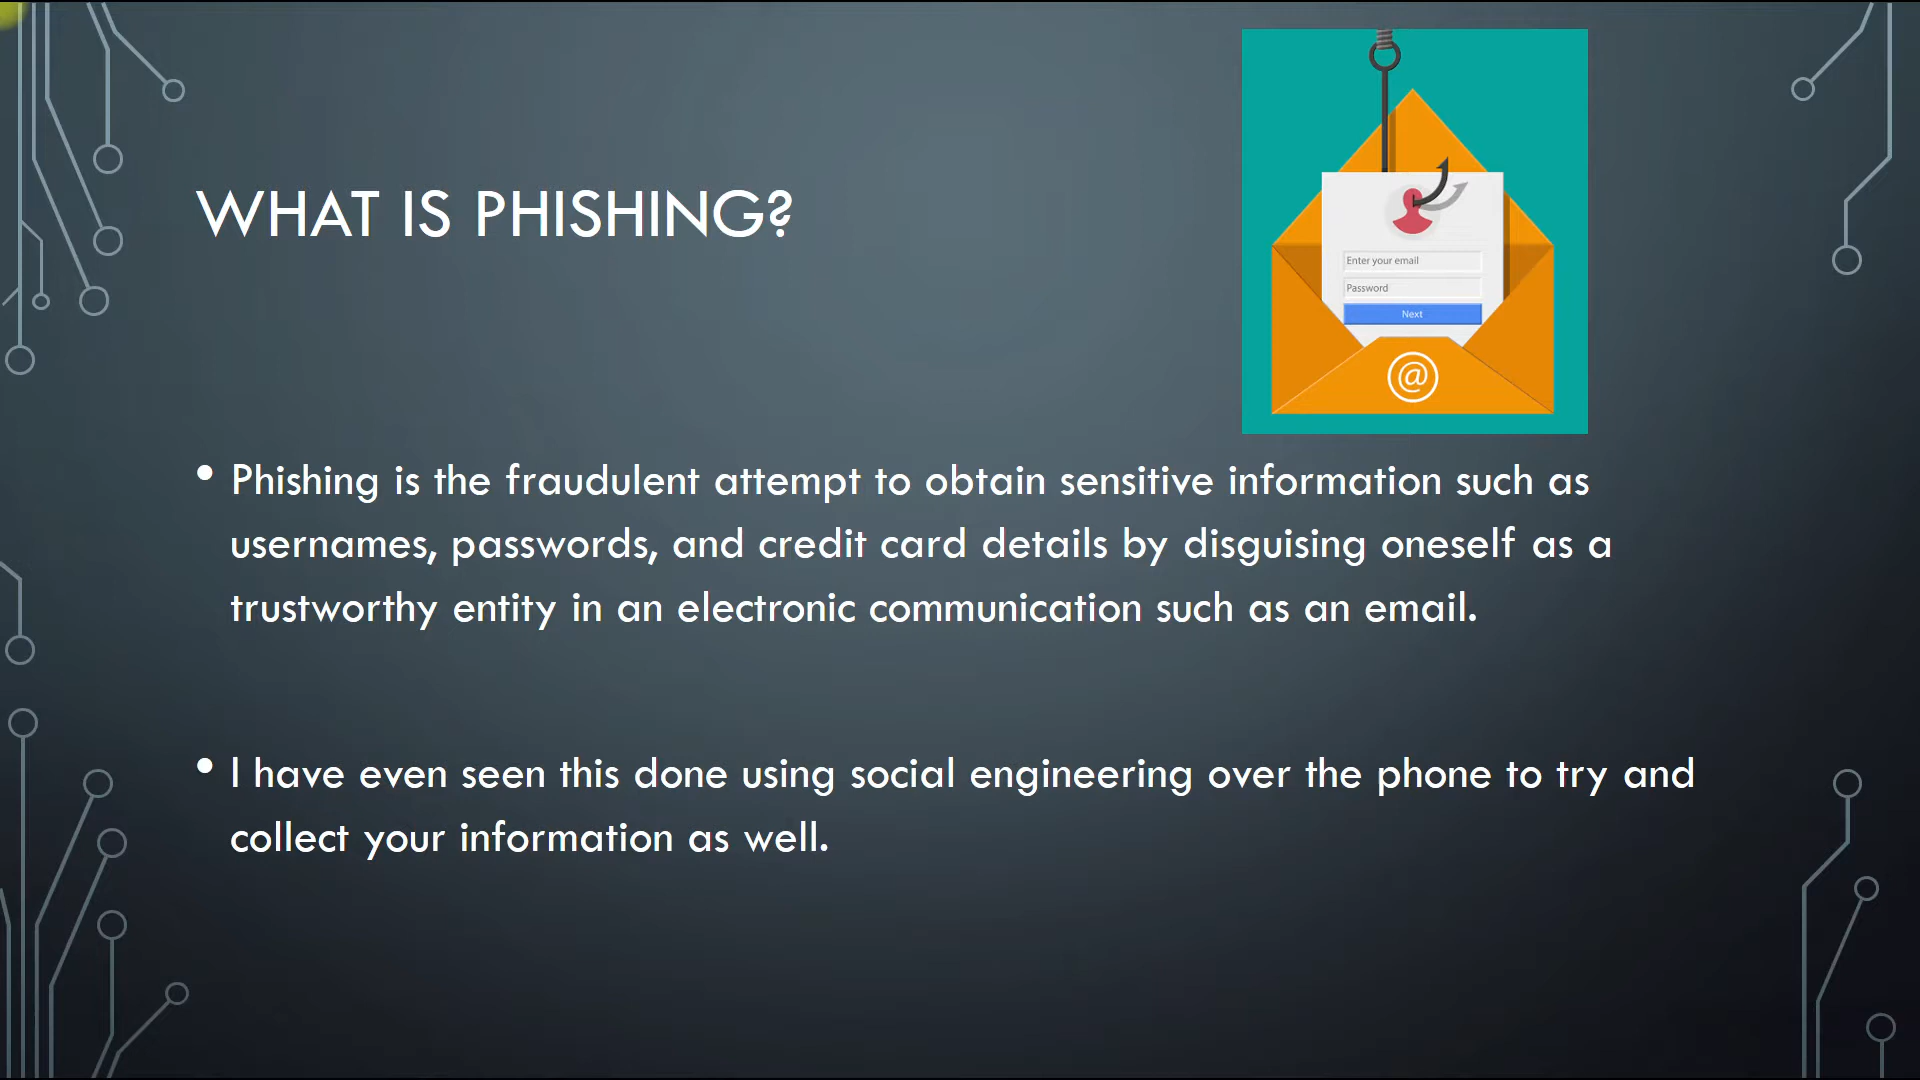 WHAT IS PHISHING?
Enter your email
Password
Next
@
• Phishing is the fraudulent attempt to obtain sensitive information such as
usernames, passwords, and credit card details by disguising oneself as a
trustworthy entity in an electronic communication such as an email.
• I have even seen this done using social engineering over the phone to try and
collect your information as well.